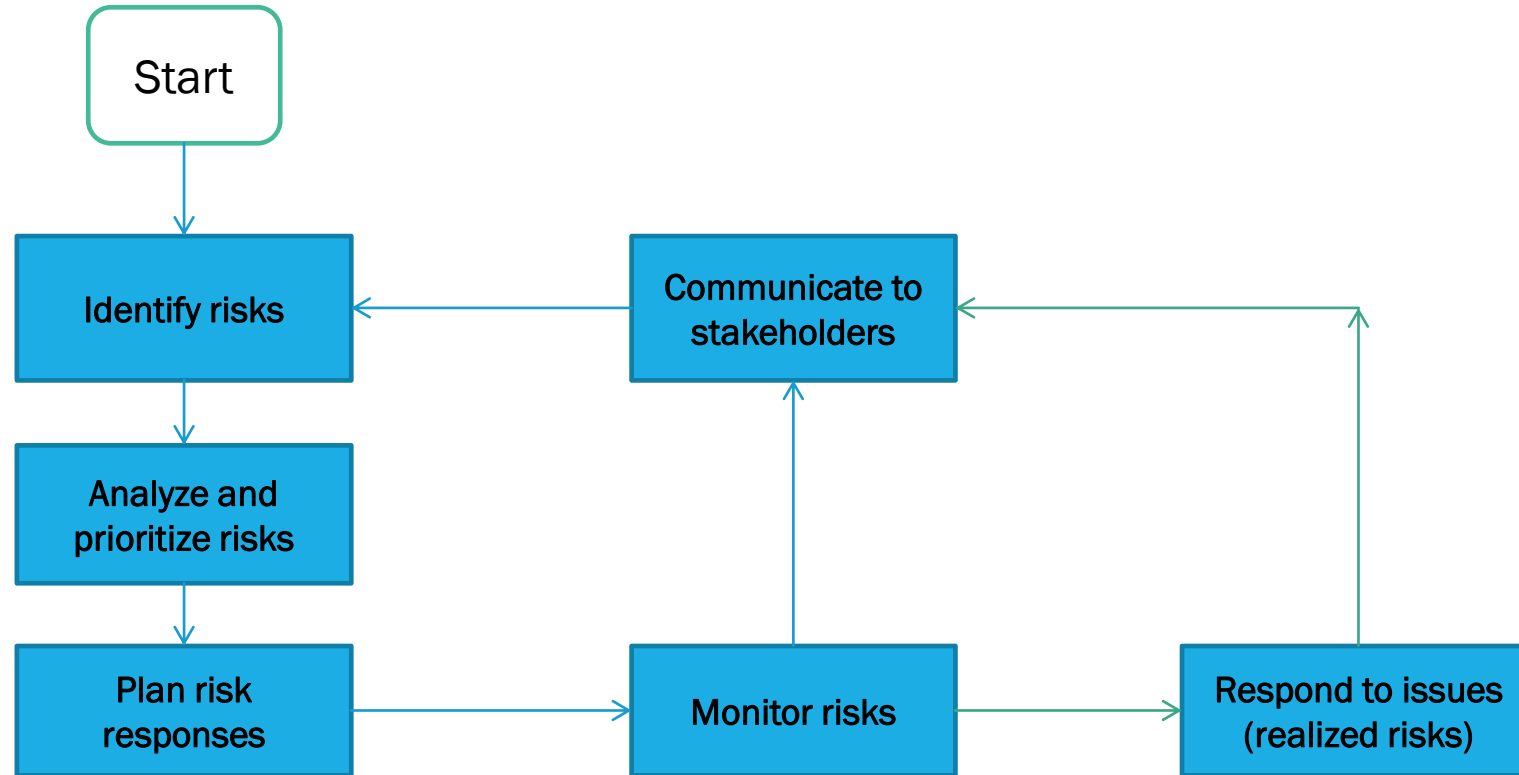 Start
Identify risks
Communicate to
stakeholders
Analyze and
prioritize risks
Plan risk
responses
Monitor risks
Respond to issues
(realized risks)